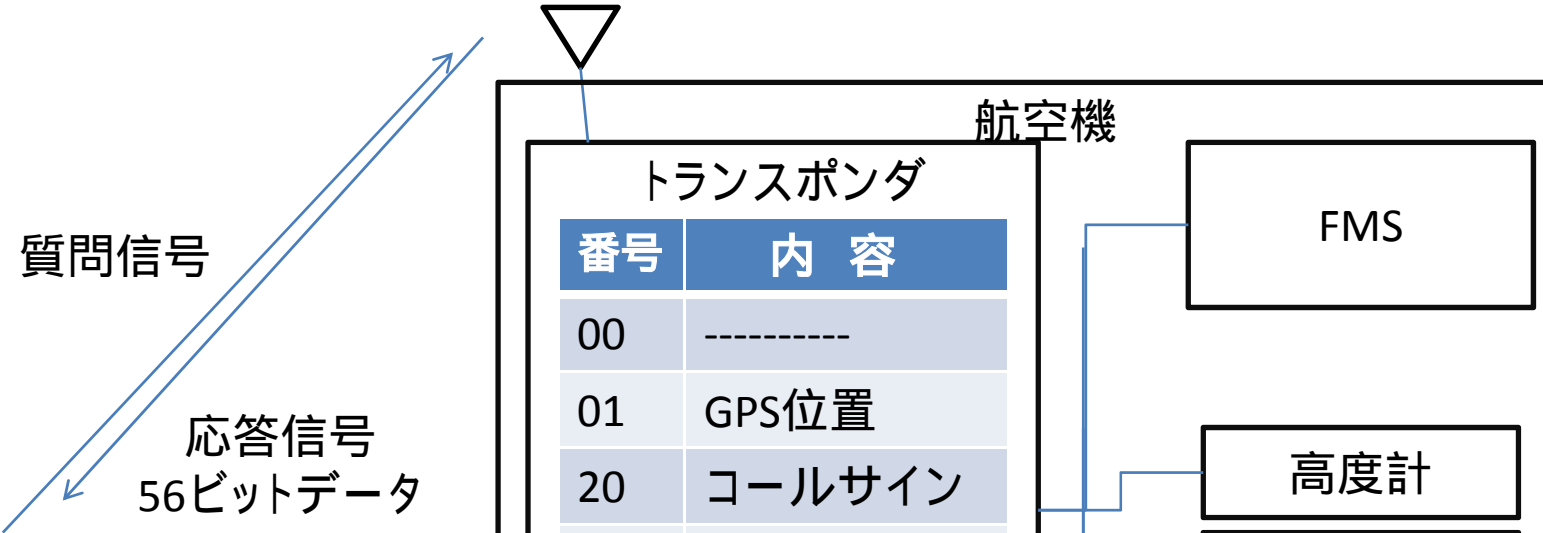 航空機
トランスポンダ
番号 内 容
00 ----------
01 GPS位置
20 コールサイン
質問信号
応答信号
56ビットデータ
FMS
高度計